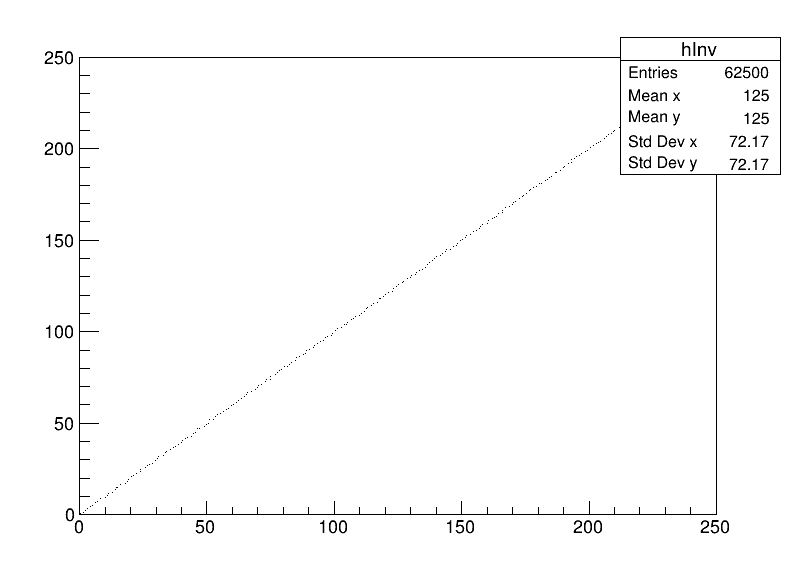 hInv
Entries 62500
Mean x 125
Mean y 125
Std Dev x 72.17
Std Dev y 72.17
250
200
150
100
50
0
0 50 100 150 200 250